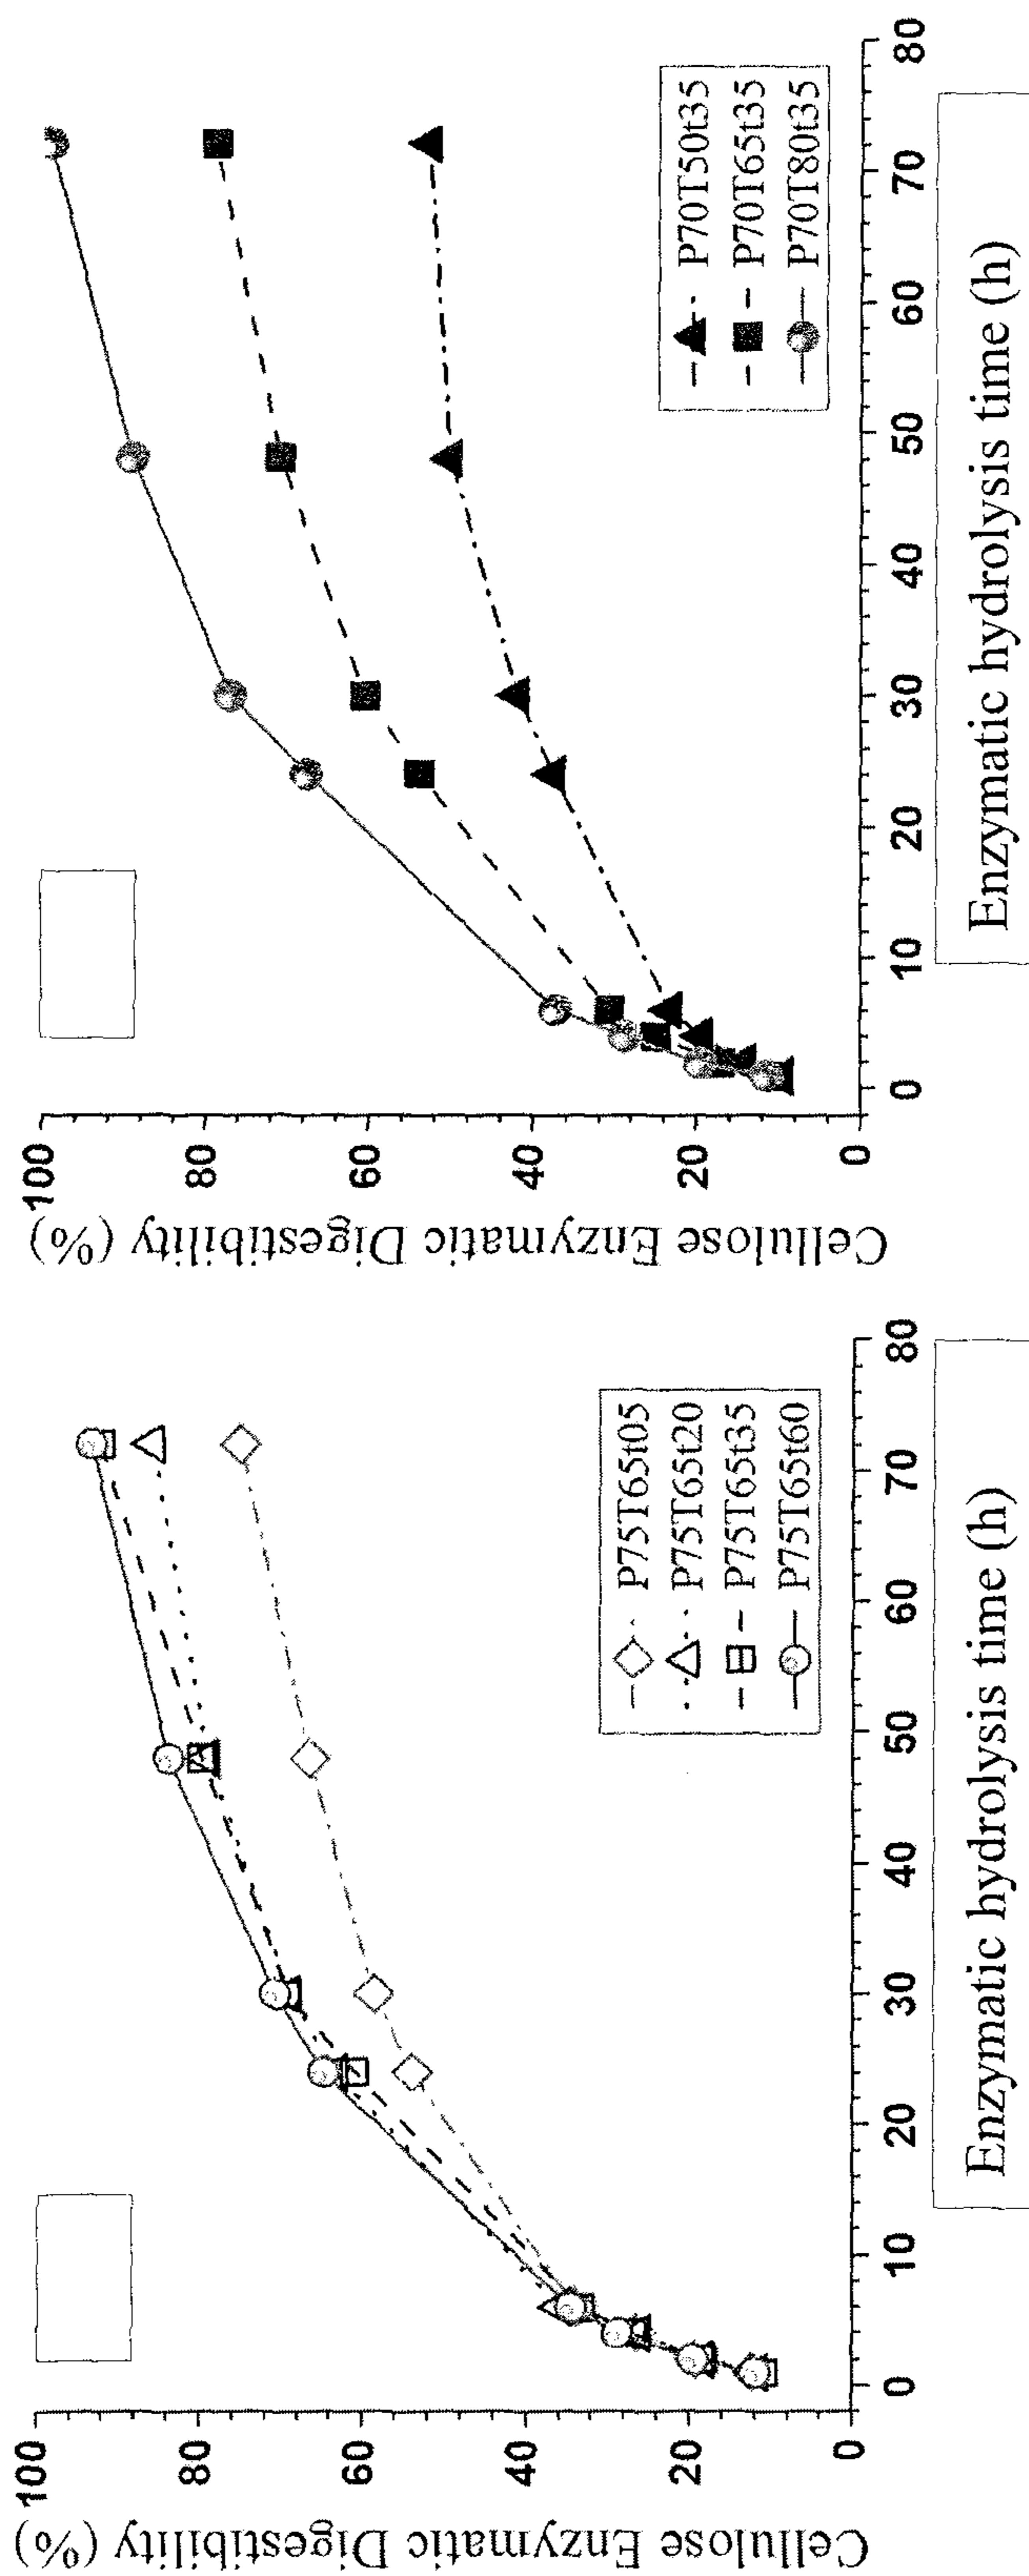 Cellulose Enzymatic Digestibility (%)
100
80
60
40
20
0
0 10 20 30 40 50 60 70 80
Enzymatic hydrolysis time (h)
P75T65t05
P75T65t20
P75T65t35
P75T65t60
Cellulose Enzymatic Digestibility (%)
100
80
60
40
20
0
0 10 20 30 40 50 60 70 80
Enzymatic hydrolysis time (h)
P70T50t35
P70T65t35
P70T80t35